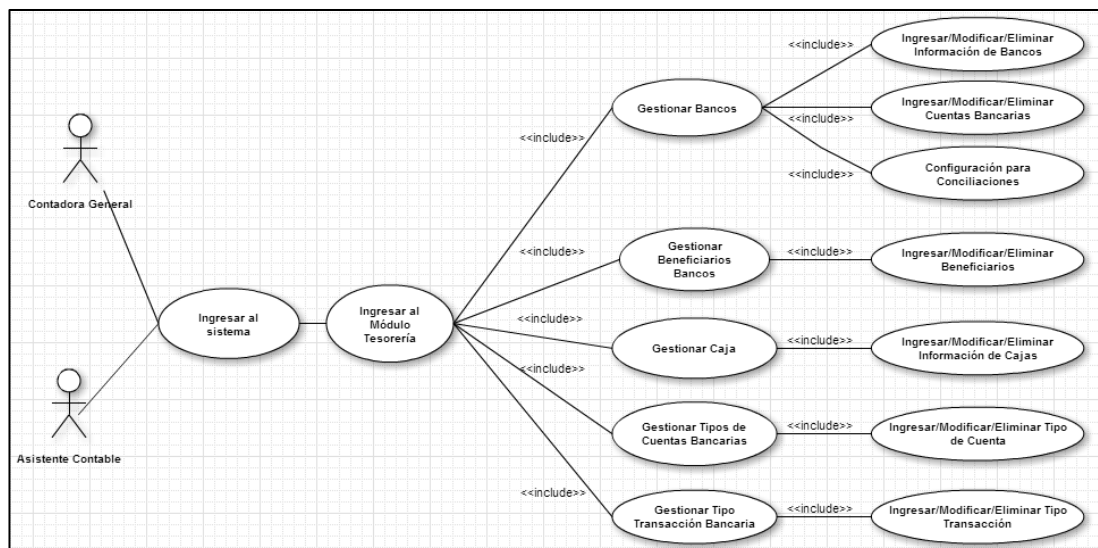 Contadora General
Asistente Contable
Ingresar al
sistema
Ingresar al
Módulo
Tesorería
<<include>>
<<include>>
<<include>>
<<include>>
<<include>>
Gestionar Bancos
Gestionar
Beneficiarios
Bancos
Gestionar Caja
Gestionar Tipos de
Cuentas Bancarias
Gestionar Tipo
Transacción Bancaria
<<include>>
<<include>>
<<include>>
<<include>>
<<include>>
<<include>>
<<include>>
Ingresar/Modificar/Eliminar
Información de Bancos
Ingresar/Modificar/Eliminar
Cuentas Bancarias
Configuración para
Conciliaciones
Ingresar/Modificar/Eliminar
Beneficiarios
Ingresar/Modificar/Eliminar
Información de Cajas
Ingresar/Modificar/Eliminar Tipo
de Cuenta
Ingresar/Modificar/Eliminar Tipo
Transacción